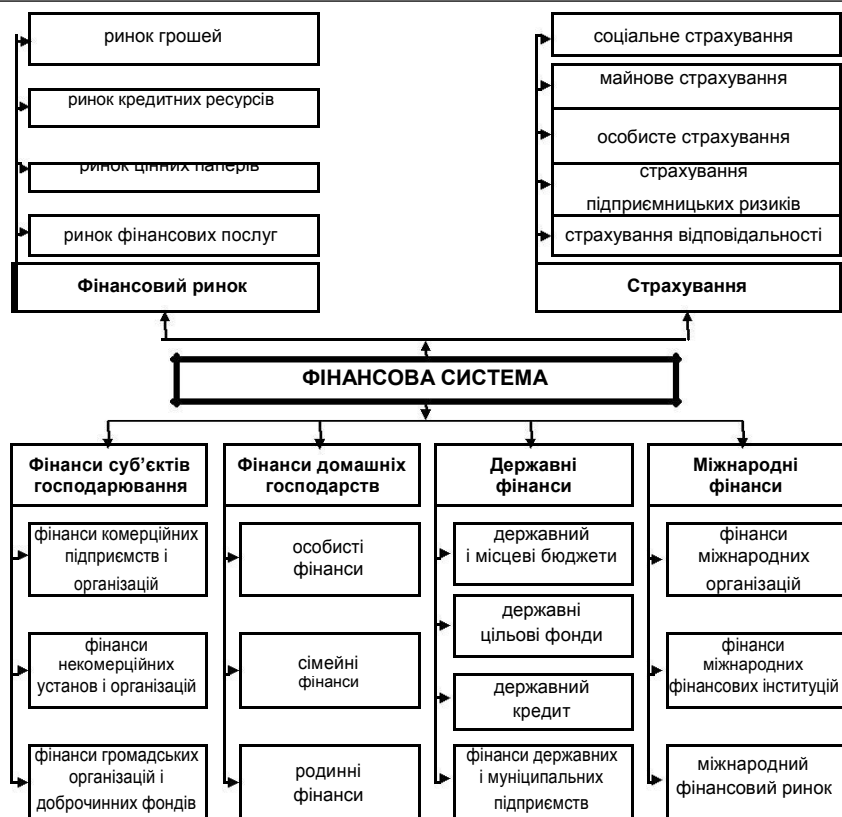 ринок грошей
ринок кредитних ресурсів
ринок цінних паперів
ринок фінансових послуг
Фінансовий ринок
соціальне страхування
майнове страхування
особисте страхування
страхування
підприємницьких ризиків
страхування відповідальності
Страхування
ФІНАНСОВА СИСТЕМА
Фінанси суб’єктів
господарювання
фінанси комерційних
підприємств і
організацій
фінанси
некомерційних
установ і організацій
фінанси громадських
організацій і
доброчинних фондів
Фінанси домашніх
господарств
особисті
фінанси
сімейні
фінанси
родинні
фінанси
Державні
фінанси
державний
і місцеві бюджети
державні
цільові фонди
державний
кредит
фінанси державних
і муніципальних
підприємств
Міжнародні
фінанси
фінанси
міжнародних
організацій
фінанси
міжнародних
фінансових інституцій
міжнародний
фінансовий ринок